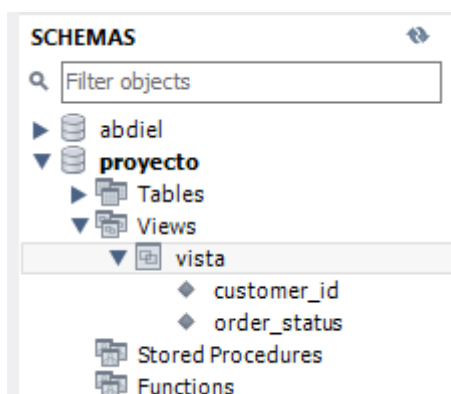 SCHEMAS
Filter objects
abdiel
proyecto
Tables
Views
vista
customer_id
order_status
Stored Procedures
Functions